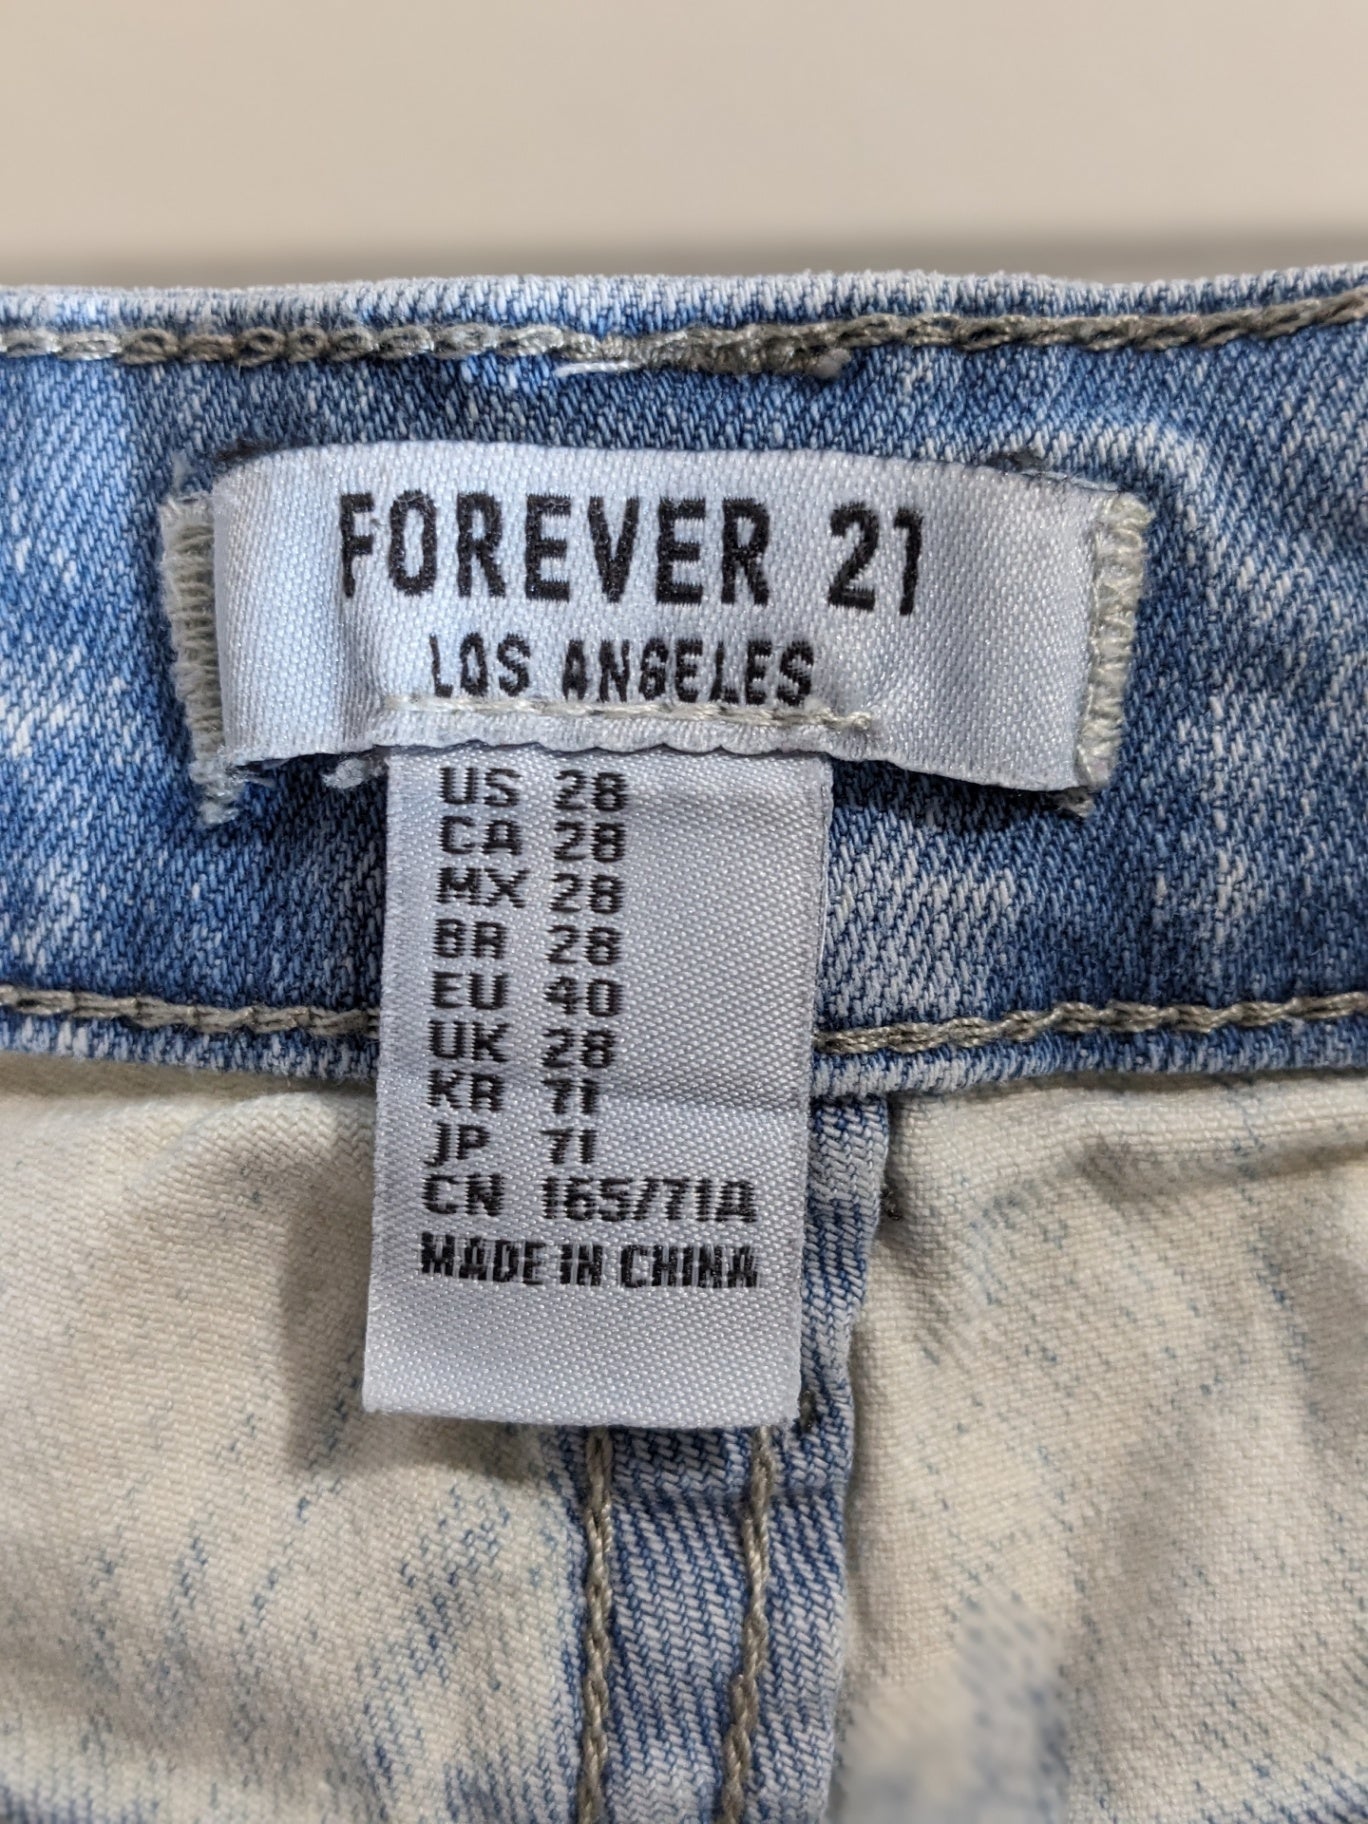 FOREVER 21
LOS ANGELES
US 28
CA 28
MX 28
BR 28
EU 40
UK 28
KR 71
JP 71
CN 165/71A
MADE IN CHINA